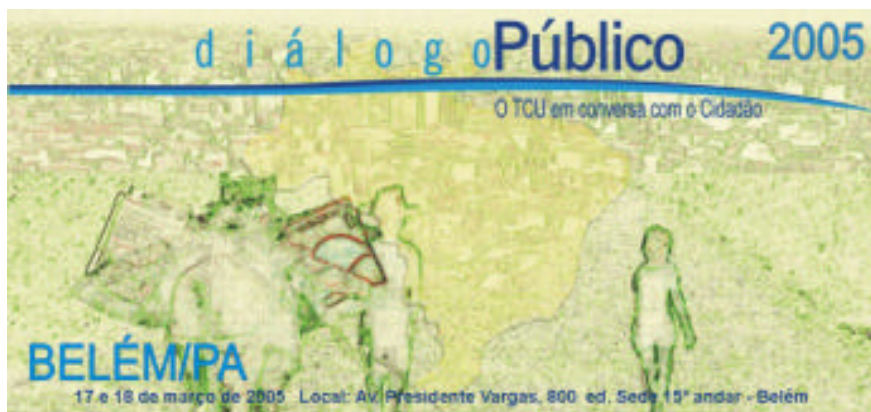 diálogoPúblico 2005
O TCU em conversa com o Cidadão
BELÉM/PA
17 e 18 de março de 2005 Local: Av. Presidente Vargas, 800 ed. Sede 15º andar - Belém